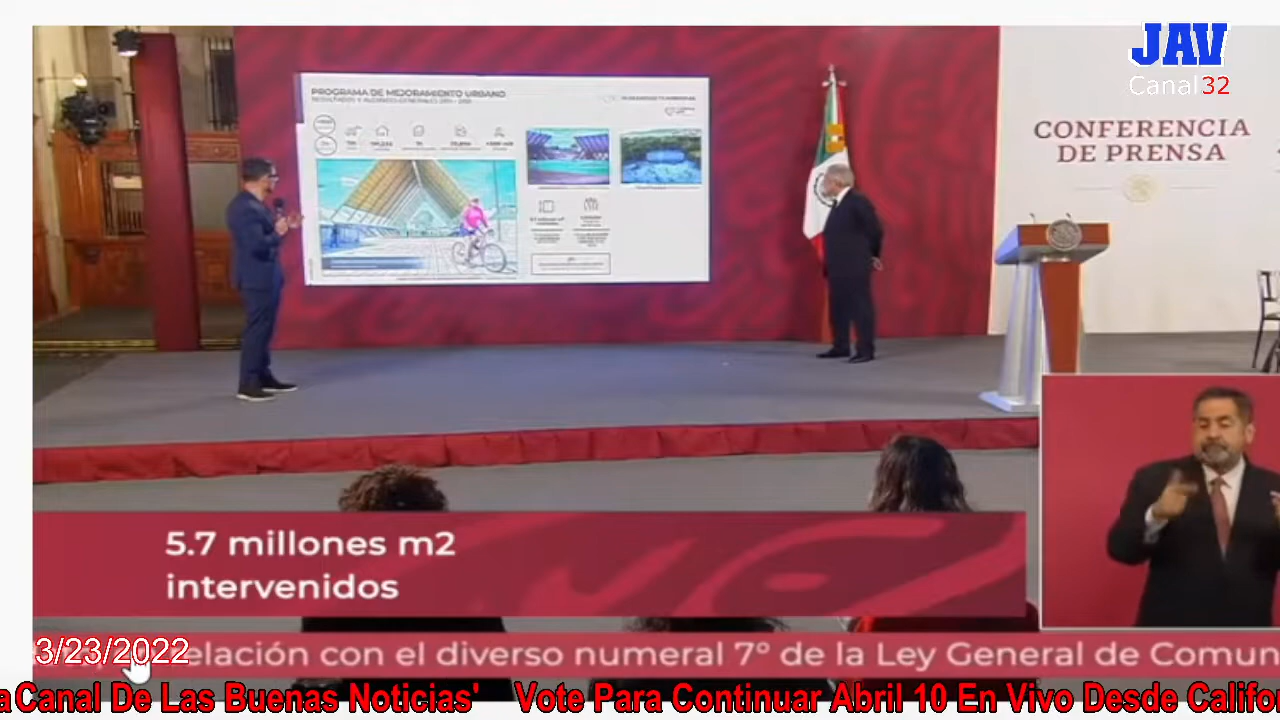 JAV
Canal 32
CONFERENCIA
DE PRENSA
PROGRAMA DE MEJORAMIENTO URBANO
5.7 millones m2
intervenidos
3/23/2022
elación con el diverso numeral 7° de la Ley General de Comun
a Canal De Las Buenas Noticias' Vote Para Continuar Abril 10 En Vivo Desde Califor